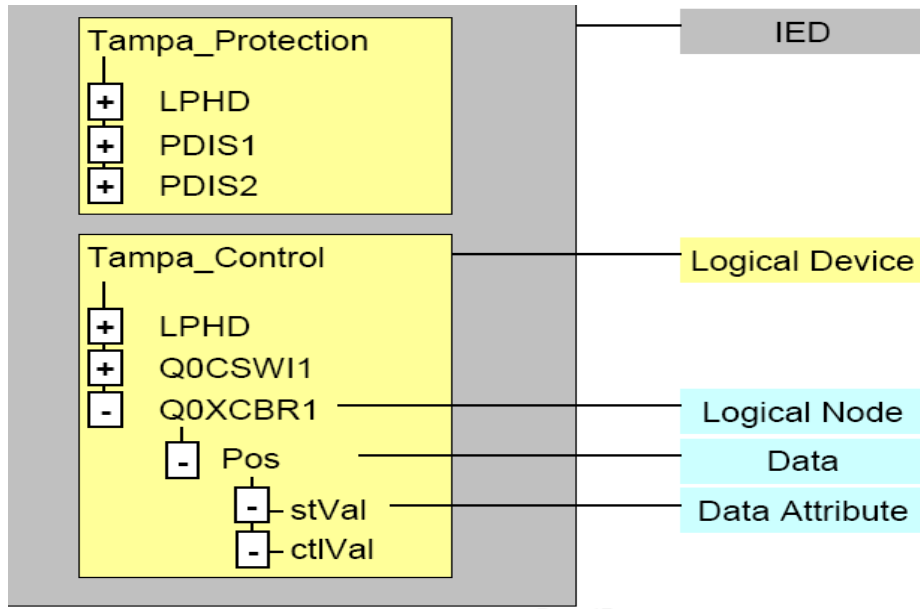 Tampa_Protection
IED
+ LPHD
+ PDIS1
+ PDIS2
Tampa_Control
Logical Device
+ LPHD
+ Q0CSWI1
- Q0XCBR1
Logical Node
- Pos
Data
- stVal
Data Attribute
- ctlVal